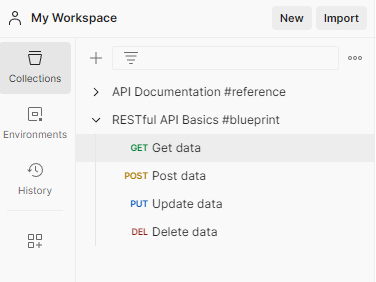 My Workspace New Import
Collections
Environments
History
API Documentation #reference
RESTful API Basics #blueprint
GET Get data
POST Post data
PUT Update data
DEL Delete data